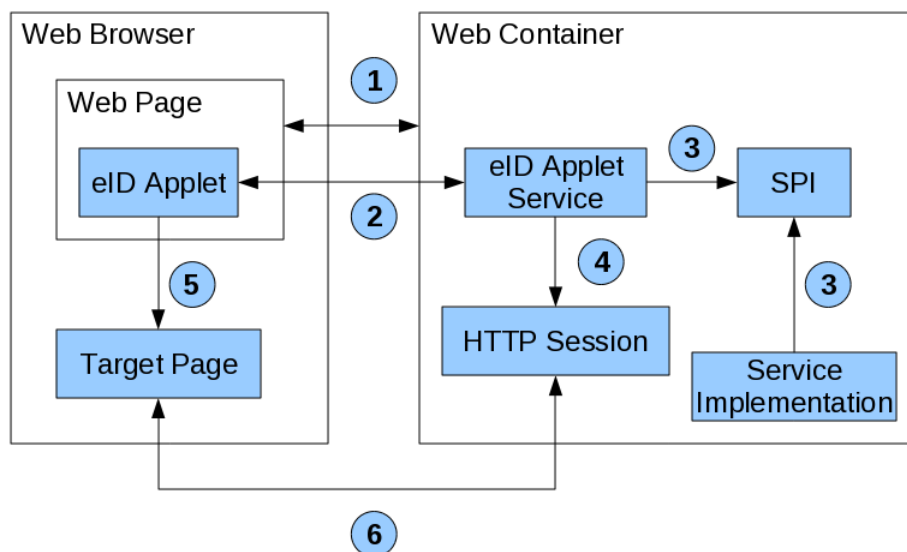 Web Browser
Web Container
Web Page
1
eID Applet
2
eID Applet
Service
3
SPI
5
4
3
Target Page
HTTP Session
Service
Implementation
6